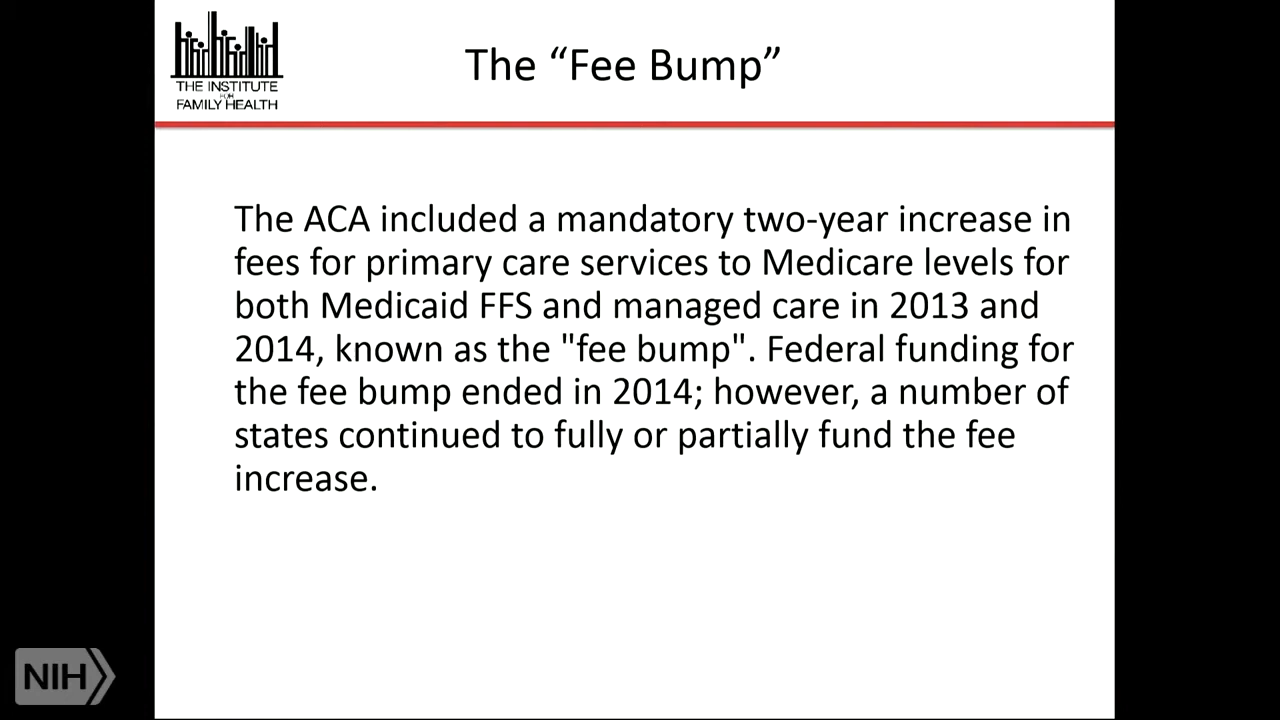 THE INSTITUTE
FOR
FAMILY HEALTH
The “Fee Bump”
The ACA included a mandatory two-year increase in
fees for primary care services to Medicare levels for
both Medicaid FFS and managed care in 2013 and
2014, known as the "fee bump". Federal funding for
the fee bump ended in 2014; however, a number of
states continued to fully or partially fund the fee
increase.
NIH